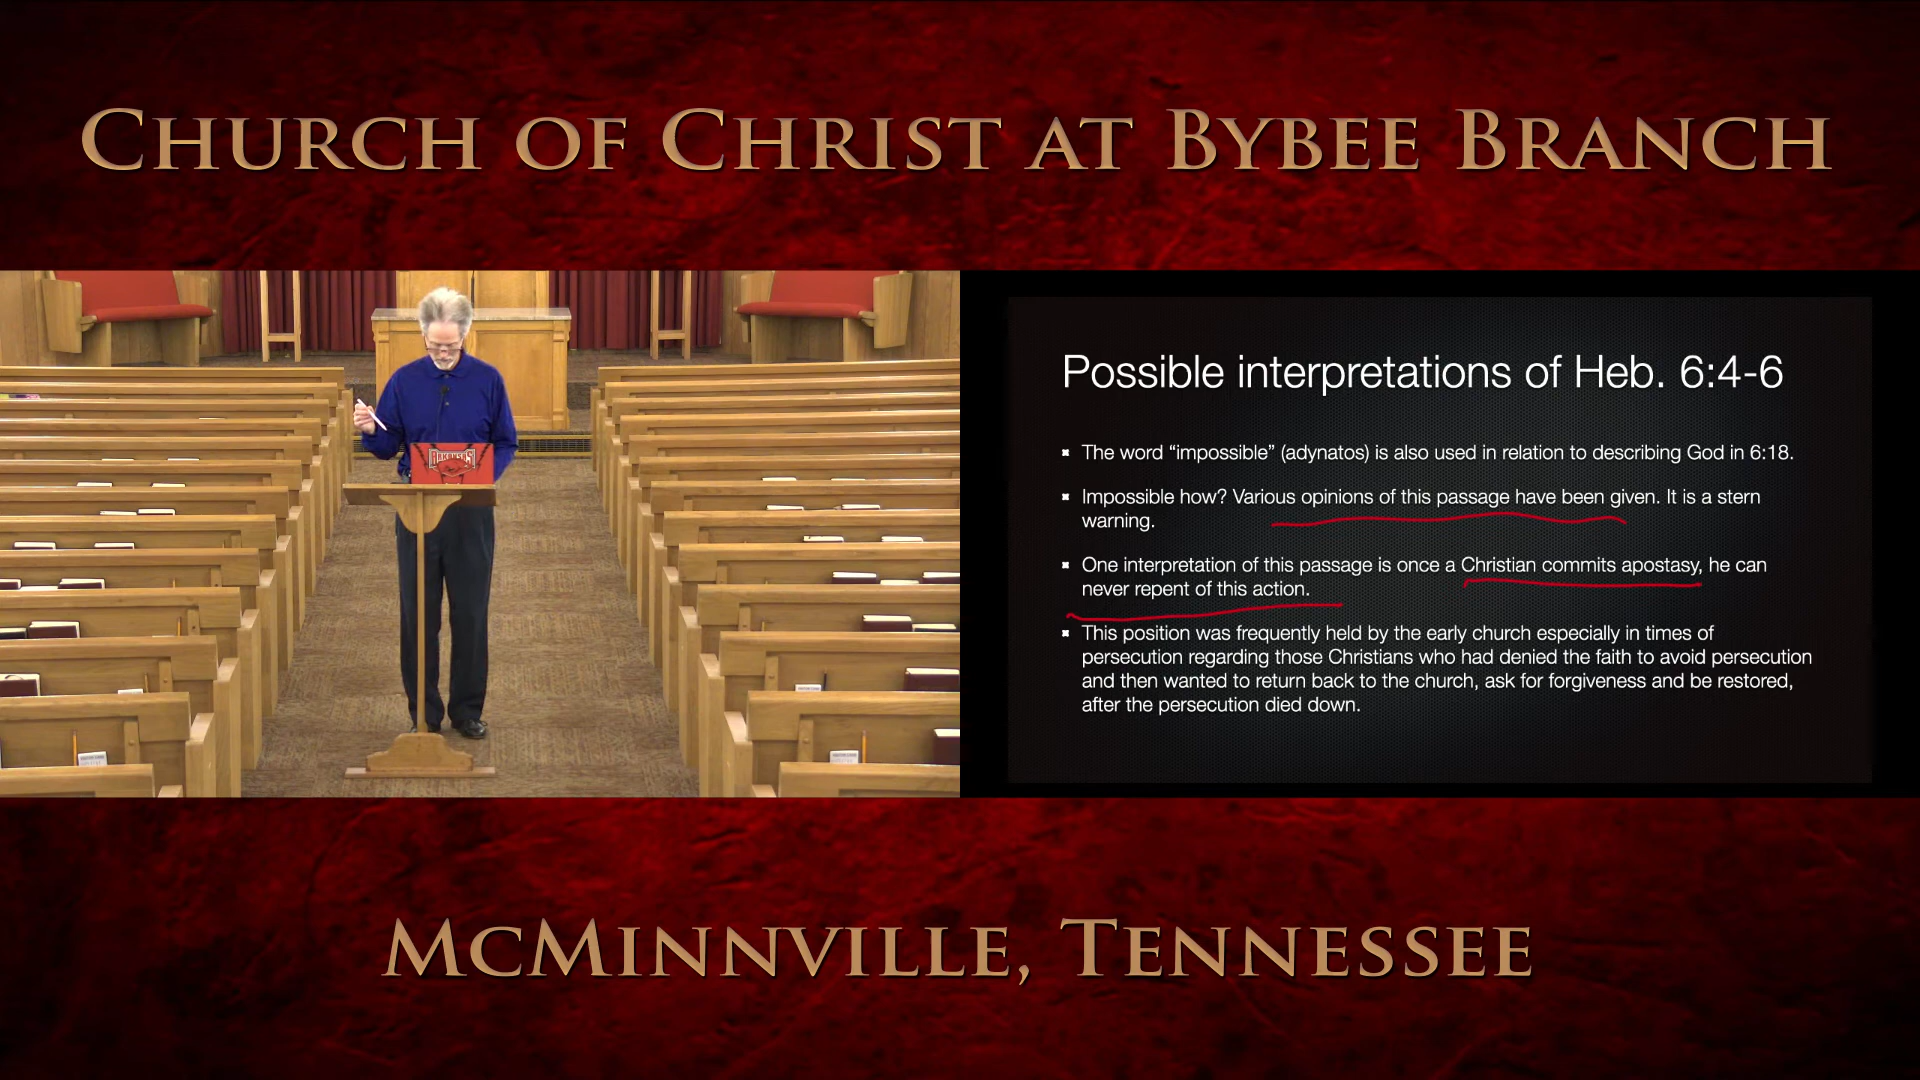 CHURCH OF CHRIST AT BYBEE BRANCH
ARKANSAS
Possible interpretations of Heb. 6:4-6
The word “impossible” (adynatos) is also used in relation to describing God in 6:18.
Impossible how? Various opinions of this passage have been given. It is a stern
warning.
One interpretation of this passage is once a Christian commits apostasy, he can
never repent of this action.
This position was frequently held by the early church especially in times of
persecution regarding those Christians who had denied the faith to avoid persecution
and then wanted to return back to the church, ask for forgiveness and be restored,
after the persecution died down.
MCMINNVILLE, TENNESSEE